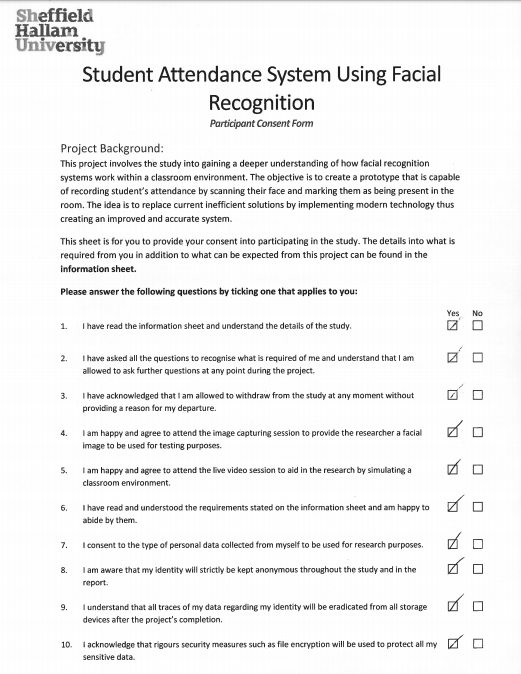 Sheffield
Hallam
University
Student Attendance System Using Facial
Recognition
Participant Consent Form
Project Background:
This project involves the study into gaining a deeper understanding of how facial recognition
systems work within a classroom environment. The objective is to create a prototype that is capable
of recording student's attendance by scanning their face and marking them as being present in the
room. The idea is to replace current inefficient solutions by implementing modern technology thus
creating an improved and accurate system.
This sheet is for you to provide your consent into participating in the study. The details into what is
required from you in addition to what can be expected from this project can be found in the
information sheet.
Please answer the following questions by ticking one that applies to you:
Yes No
1. I have read the information sheet and understand the details of the study.
2. I have asked all the questions to recognise what is required of me and understand that I am
allowed to ask further questions at any point during the project.
3. I have acknowledged that I am allowed to withdraw from the study at any moment without
providing a reason for my departure.
4. I am happy and agree to attend the image capturing session to provide the researcher a facial
image to be used for testing purposes.
5. I am happy and agree to attend the live video session to aid in the research by simulating a
classroom environment.
6. I have read and understood the requirements stated on the information sheet and am happy to
abide by them.
7. I consent to the type of personal data collected from myself to be used for research purposes.
8. I am aware that my identity will strictly be kept anonymous throughout the study and in the
report.
9. I understand that all traces of my data regarding my identity will be eradicated from all storage
devices after the project's completion.
10. I acknowledge that rigours security measures such as file encryption will be used to protect all my
sensitive data.